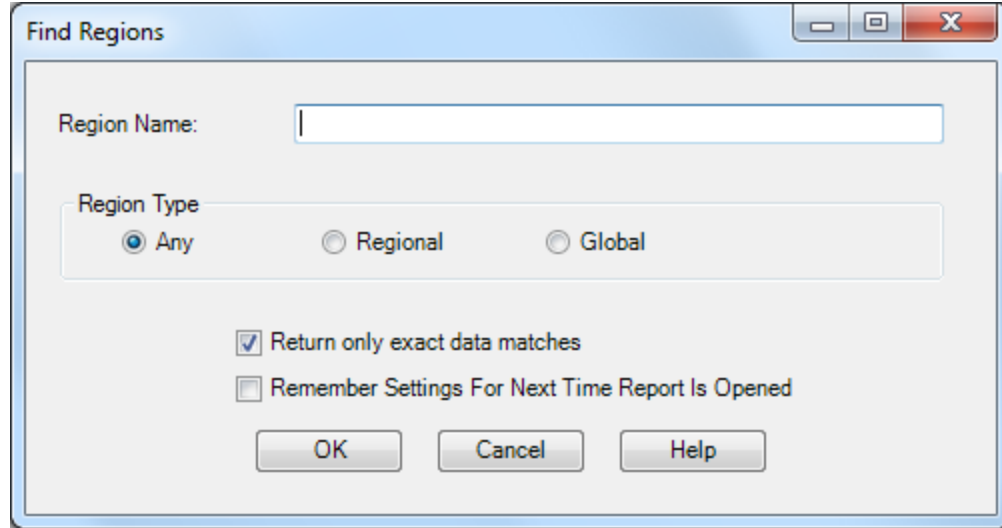 Find Regions
Region Name:
Region Type
Any Regional Global
Return only exact data matches
Remember Settings For Next Time Report Is Opened
OK Cancel Help